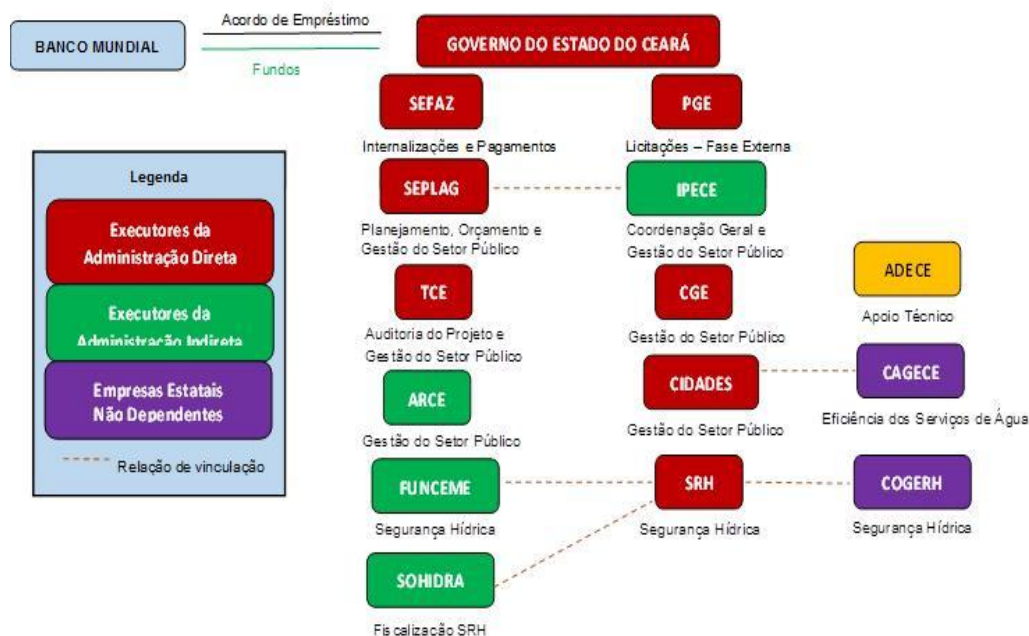 BANCO MUNDIAL
Acordo de Empréstimo
Fundos
GOVERNO DO ESTADO DO CEARÁ
SEFAZ
Internalizações e Pagamentos
PGE
Licitações – Fase Externa
Legenda
Executores da
Administração Direta
Executores da
Administração Indireta
Empresas Estatais
Não Dependentes
Relação de vinculação
SEPLAG
Planejamento, Orçamento e
Gestão do Setor Público
IPECE
Coordenação Geral e
Gestão do Setor Público
TCE
Auditoria do Projeto e
Gestão do Setor Público
CGE
Gestão do Setor Público
ADECE
Apoio Técnico
ARCE
Gestão do Setor Público
CIDADES
Gestão do Setor Público
CAGECE
Eficiência dos Serviços de Água
FUNCEME
Segurança Hídrica
SRH
Segurança Hídrica
COGERH
Segurança Hídrica
SOHIDRA
Fiscalização SRH